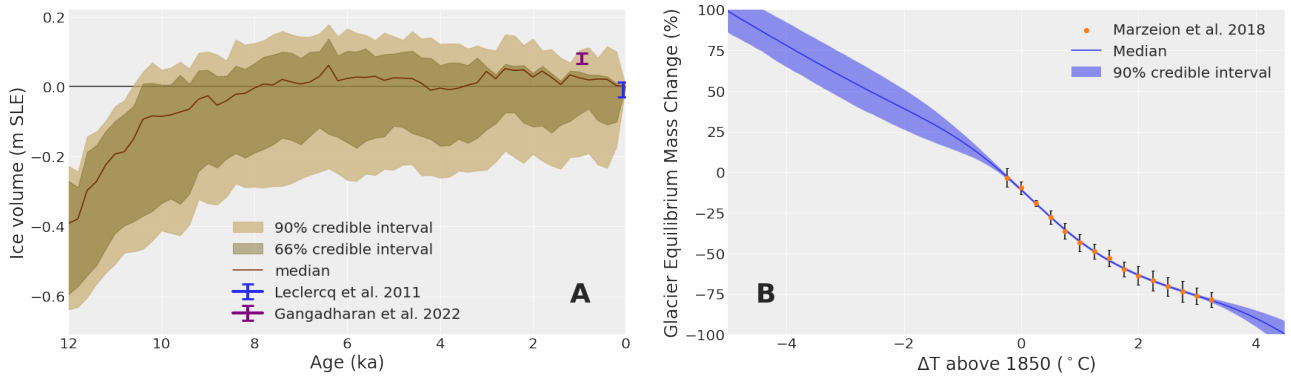 0.2
0.0
−0.2
−0.4
−0.6
Ice volume (m SLE)
90% credible interval
66% credible interval
median
Leclercq et al. 2011
Gangadharan et al. 2022
A
12
10
8
6
4
2
0
Age (ka)
100
75
50
25
0
−25
−50
−75
−100
Glacier Equilibrium Mass Change (%)
Marzeion et al. 2018
Median
90% credible interval
B
−4
−2
0
2
4
ΔT above 1850 (°C)